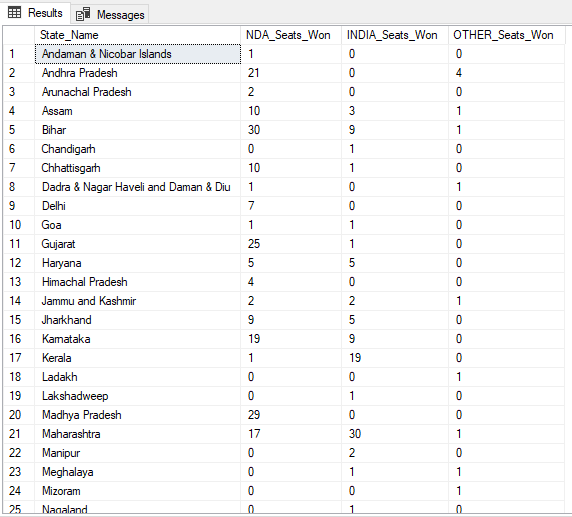 Results Messages
State_Name NDA_Seats_Won INDIA_Seats_Won OTHER_Seats_Won
1 Andaman & Nicobar Islands 1 0 0
2 Andhra Pradesh 21 0 4
3 Arunachal Pradesh 2 0 0
4 Assam 10 3 1
5 Bihar 30 9 1
6 Chandigarh 0 1 0
7 Chhattisgarh 10 1 0
8 Dadra & Nagar Haveli and Daman & Diu 1 0 1
9 Delhi 7 0 0
10 Goa 1 1 0
11 Gujarat 25 1 0
12 Haryana 5 5 0
13 Himachal Pradesh 4 0 0
14 Jammu and Kashmir 2 2 1
15 Jharkhand 9 5 0
16 Karnataka 19 9 0
17 Kerala 1 19 0
18 Ladakh 0 0 1
19 Lakshadweep 0 1 0
20 Madhya Pradesh 29 0 0
21 Maharashtra 17 30 1
22 Manipur 0 2 0
23 Meghalaya 0 1 1
24 Mizoram 0 0 1
25 Nagaland 0 1 0